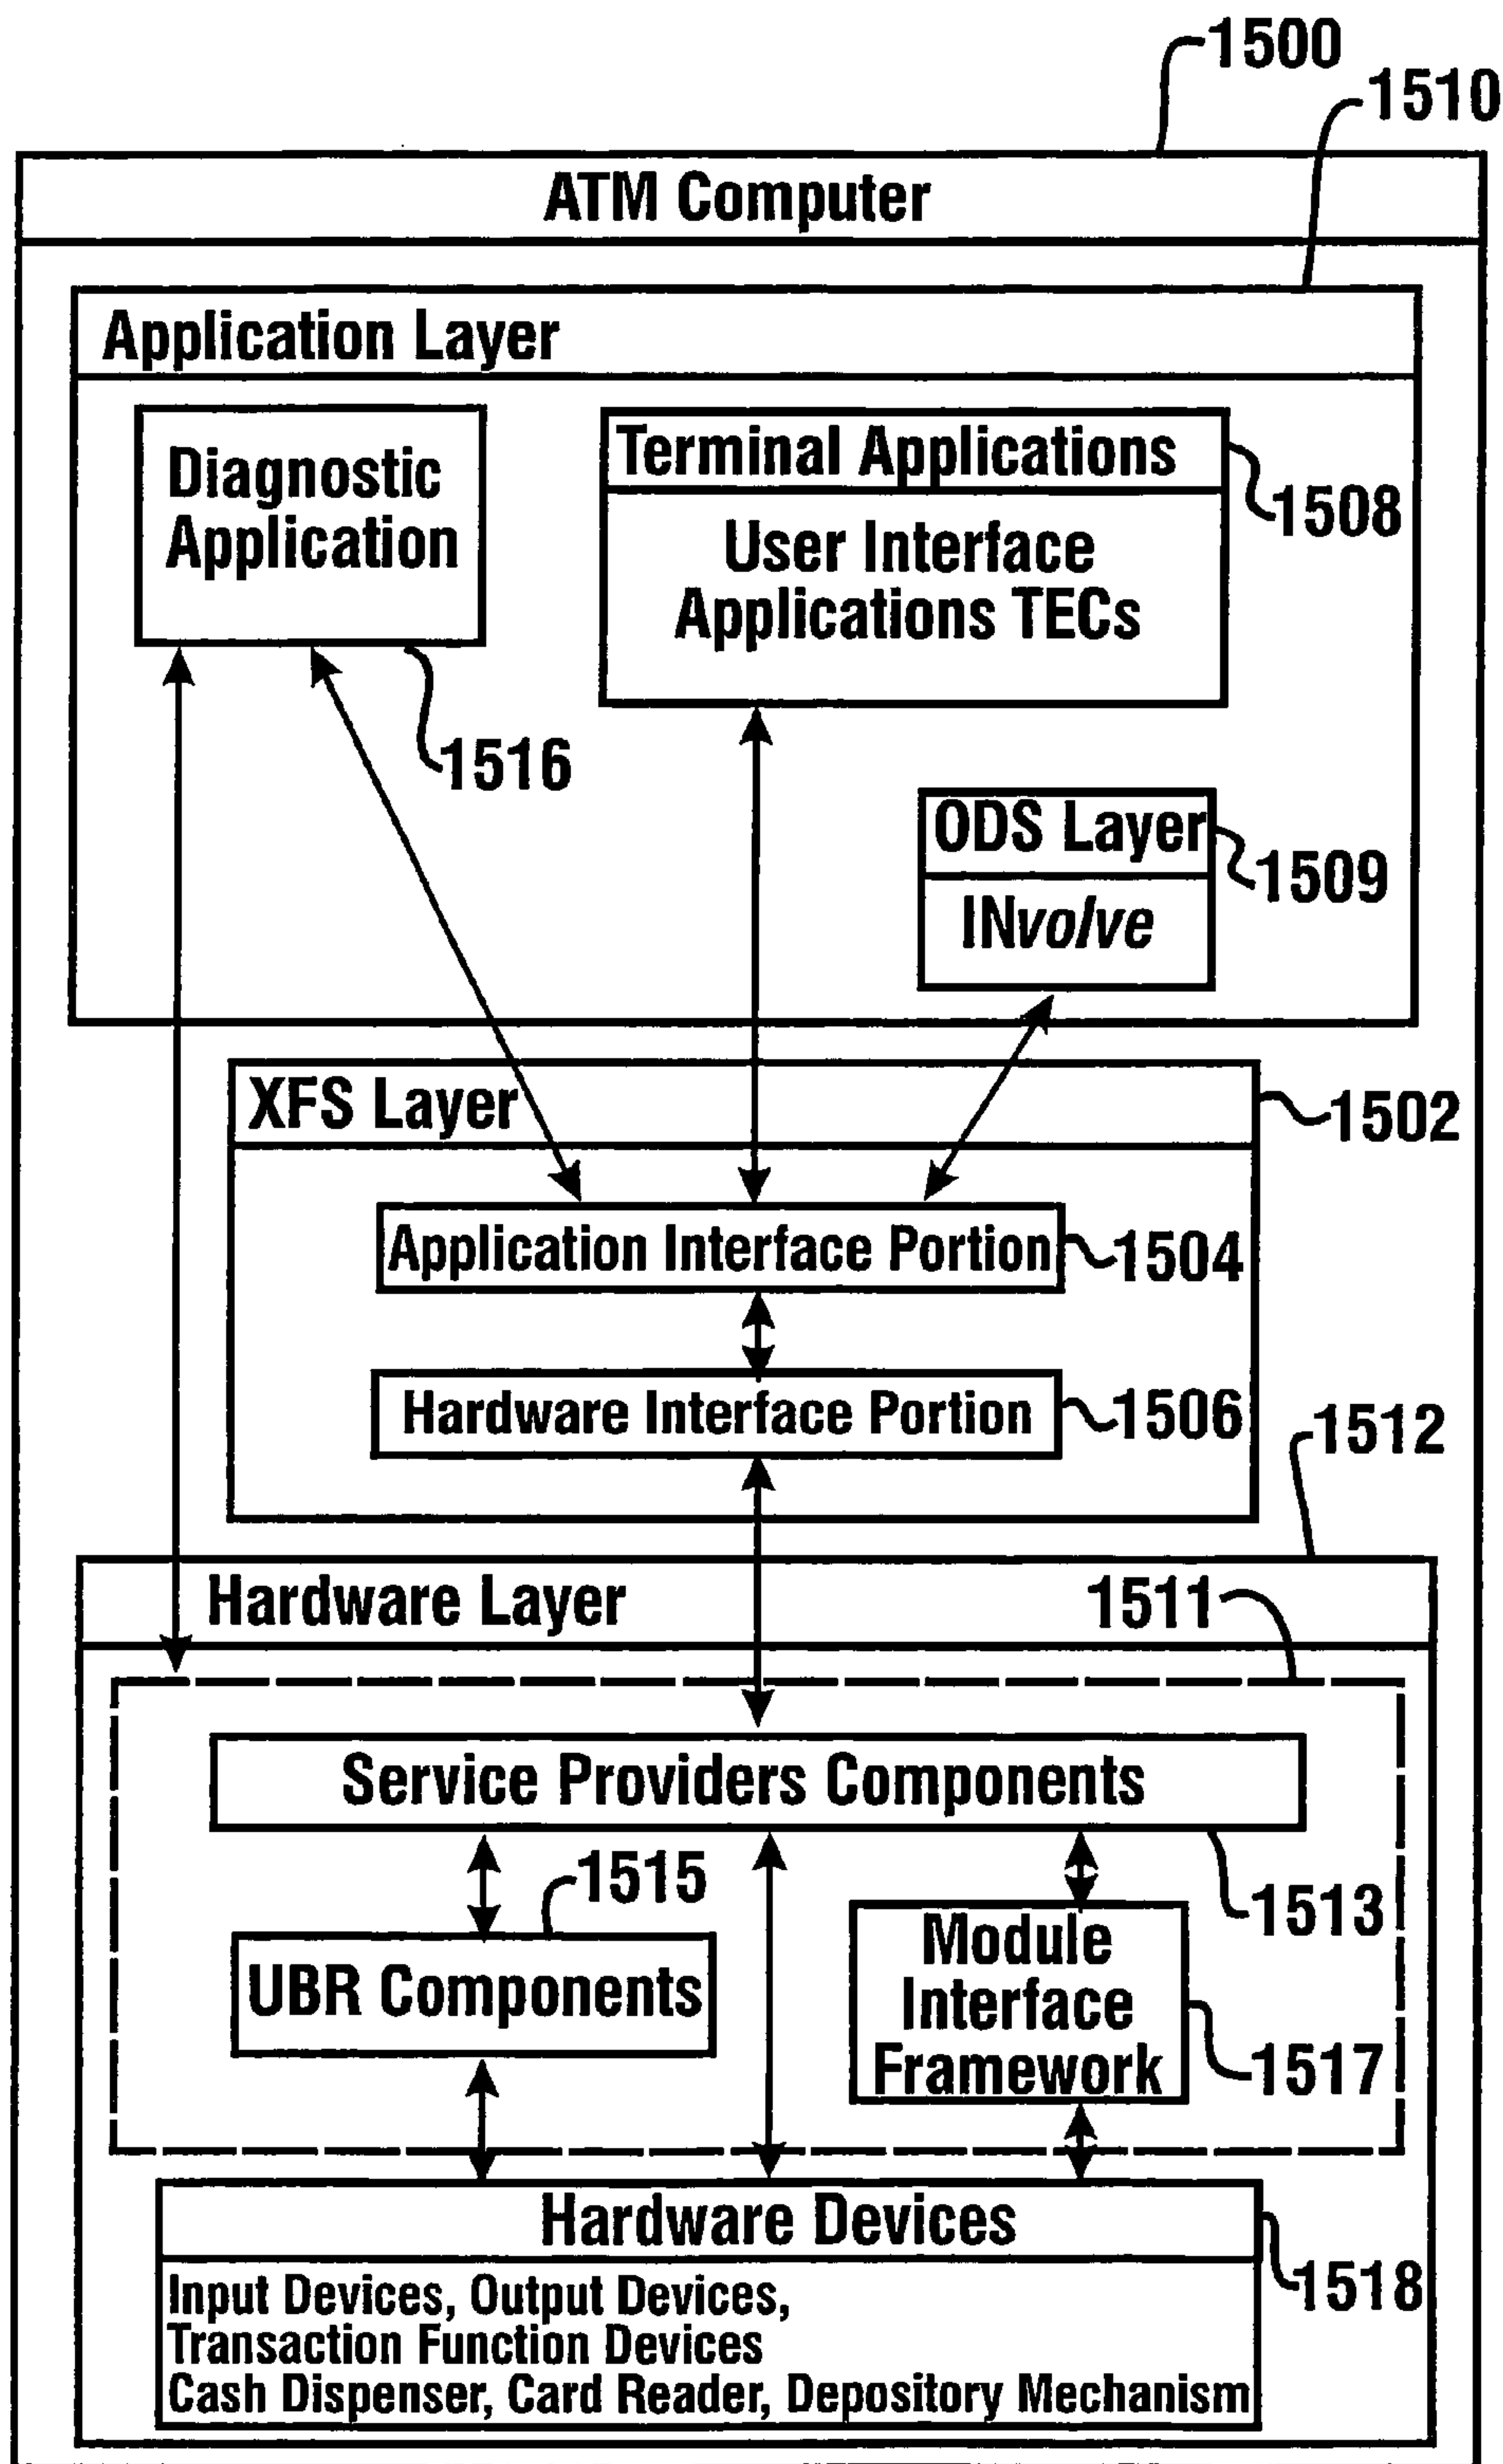 1500
1510
ATM Computer
Application Layer
Diagnostic
Application
1516
Terminal Applications
1508
User Interface
Applications TECs
ODS Layer
1509
INvolve
XFS Layer
1502
Application Interface Portion
1504
Hardware Interface Portion
1506
1512
Hardware Layer
1511
Service Providers Components
1513
1515
UBR Components
Module
Interface
Framework
1517
Hardware Devices
1518
Input Devices, Output Devices,
Transaction Function Devices
Cash Dispenser, Card Reader, Depository Mechanism